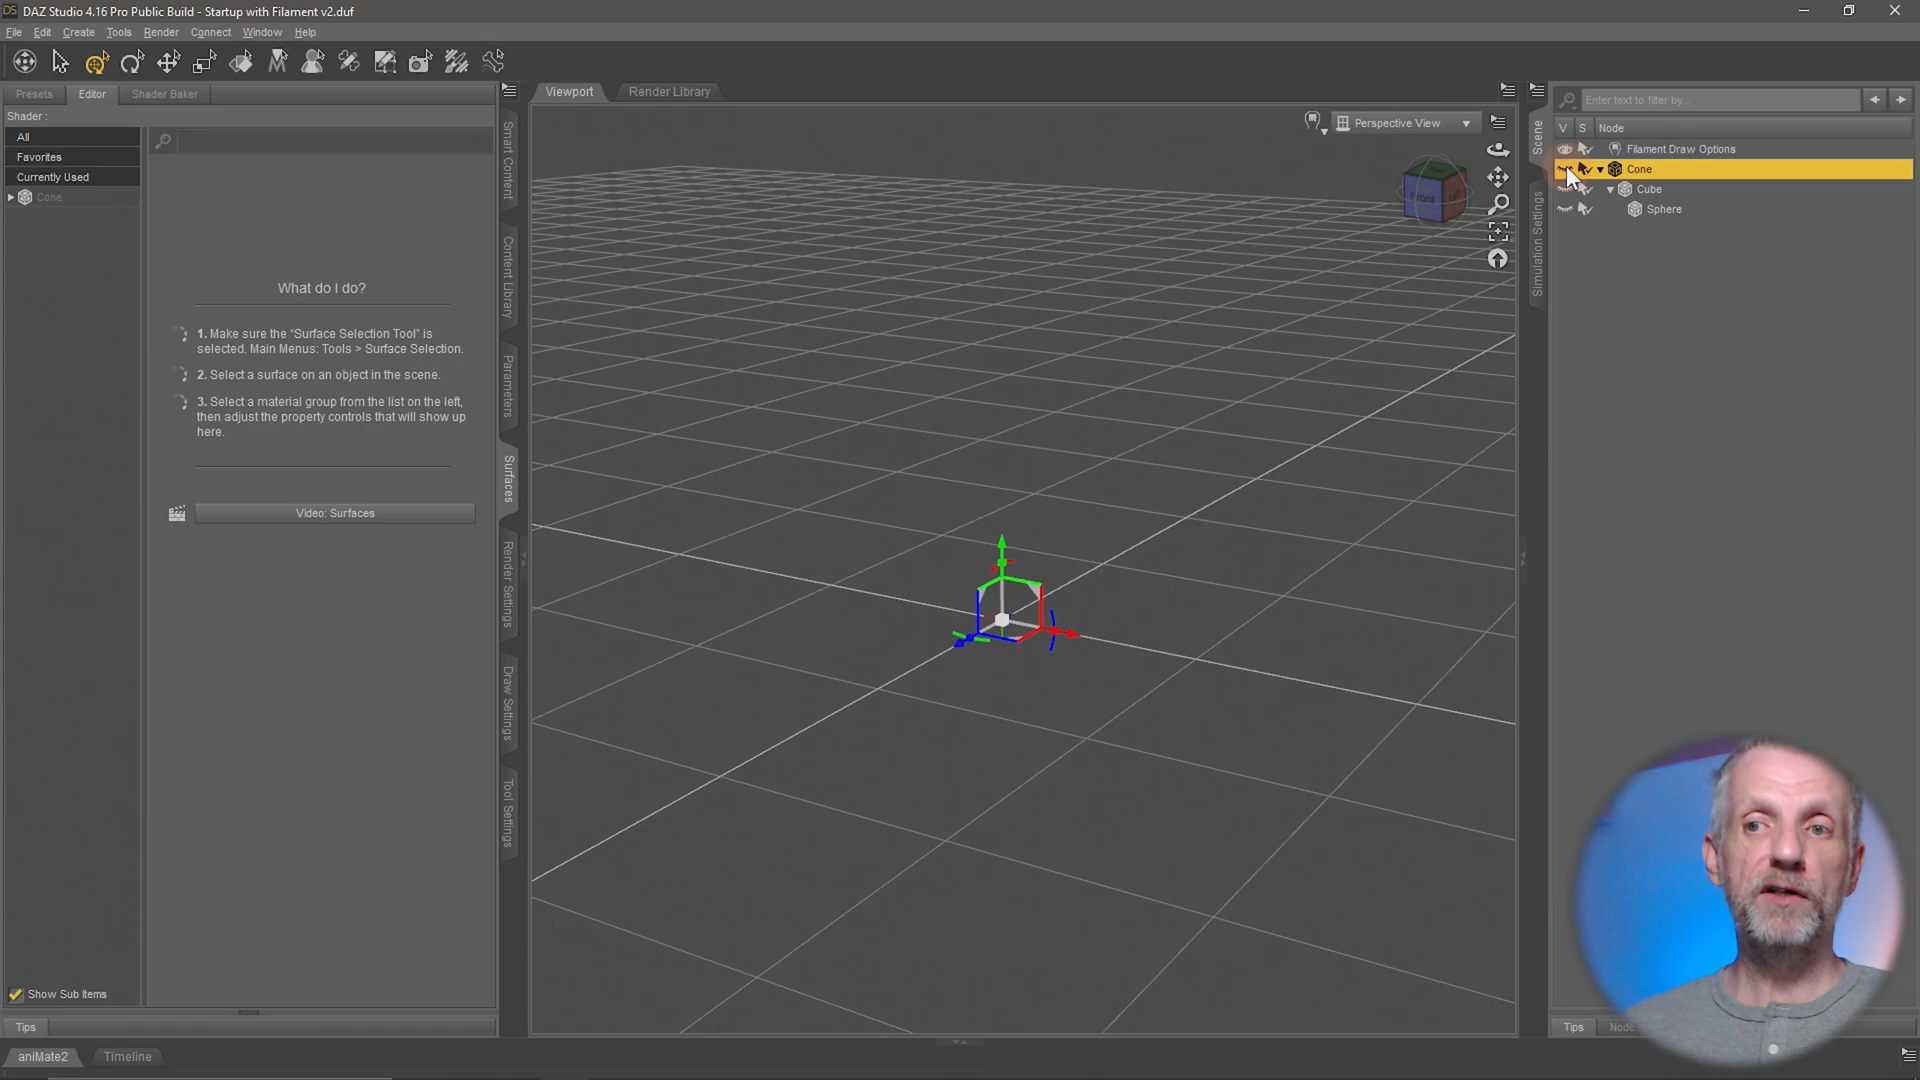 DAZ Studio 4.16 Pro Public Build - Startup with Filament v2.duf
File Edit Create Tools Render Connect Window Help
Presets Editor Shader Baker
Shader :
All
Favorites
Currently Used
Cone
What do I do?
1. Make sure the “Surface Selection Tool” is
selected. Main Menus: Tools > Surface Selection.
2. Select a surface on an object in the scene.
3. Select a material group from the list on the left,
then adjust the property controls that will show up
here.
Video: Surfaces
Show Sub Items
Tips
aniMate2 Timeline
Smart Content
Content Library
Parameters
Surfaces
Render Settings
Draw Settings
Tool Settings
Viewport Render Library
Perspective View
Front
Scene
Simulation Settings
Enter text to filter by...
V S Node
Filament Draw Options
Cone
Cube
Sphere
Tips Node